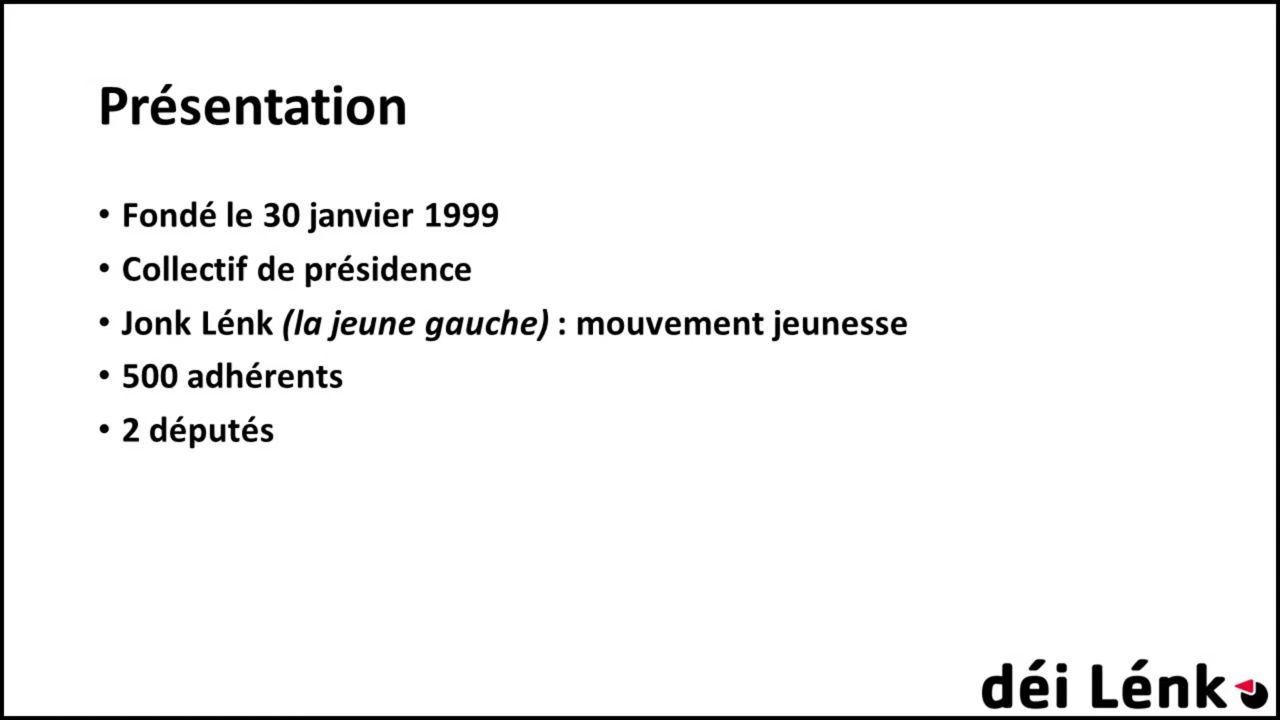 Présentation
• Fondé le 30 janvier 1999
• Collectif de présidence
• Jonk Lénk (la jeune gauche) : mouvement jeunesse
• 500 adhérents
• 2 députés
déi Lénk